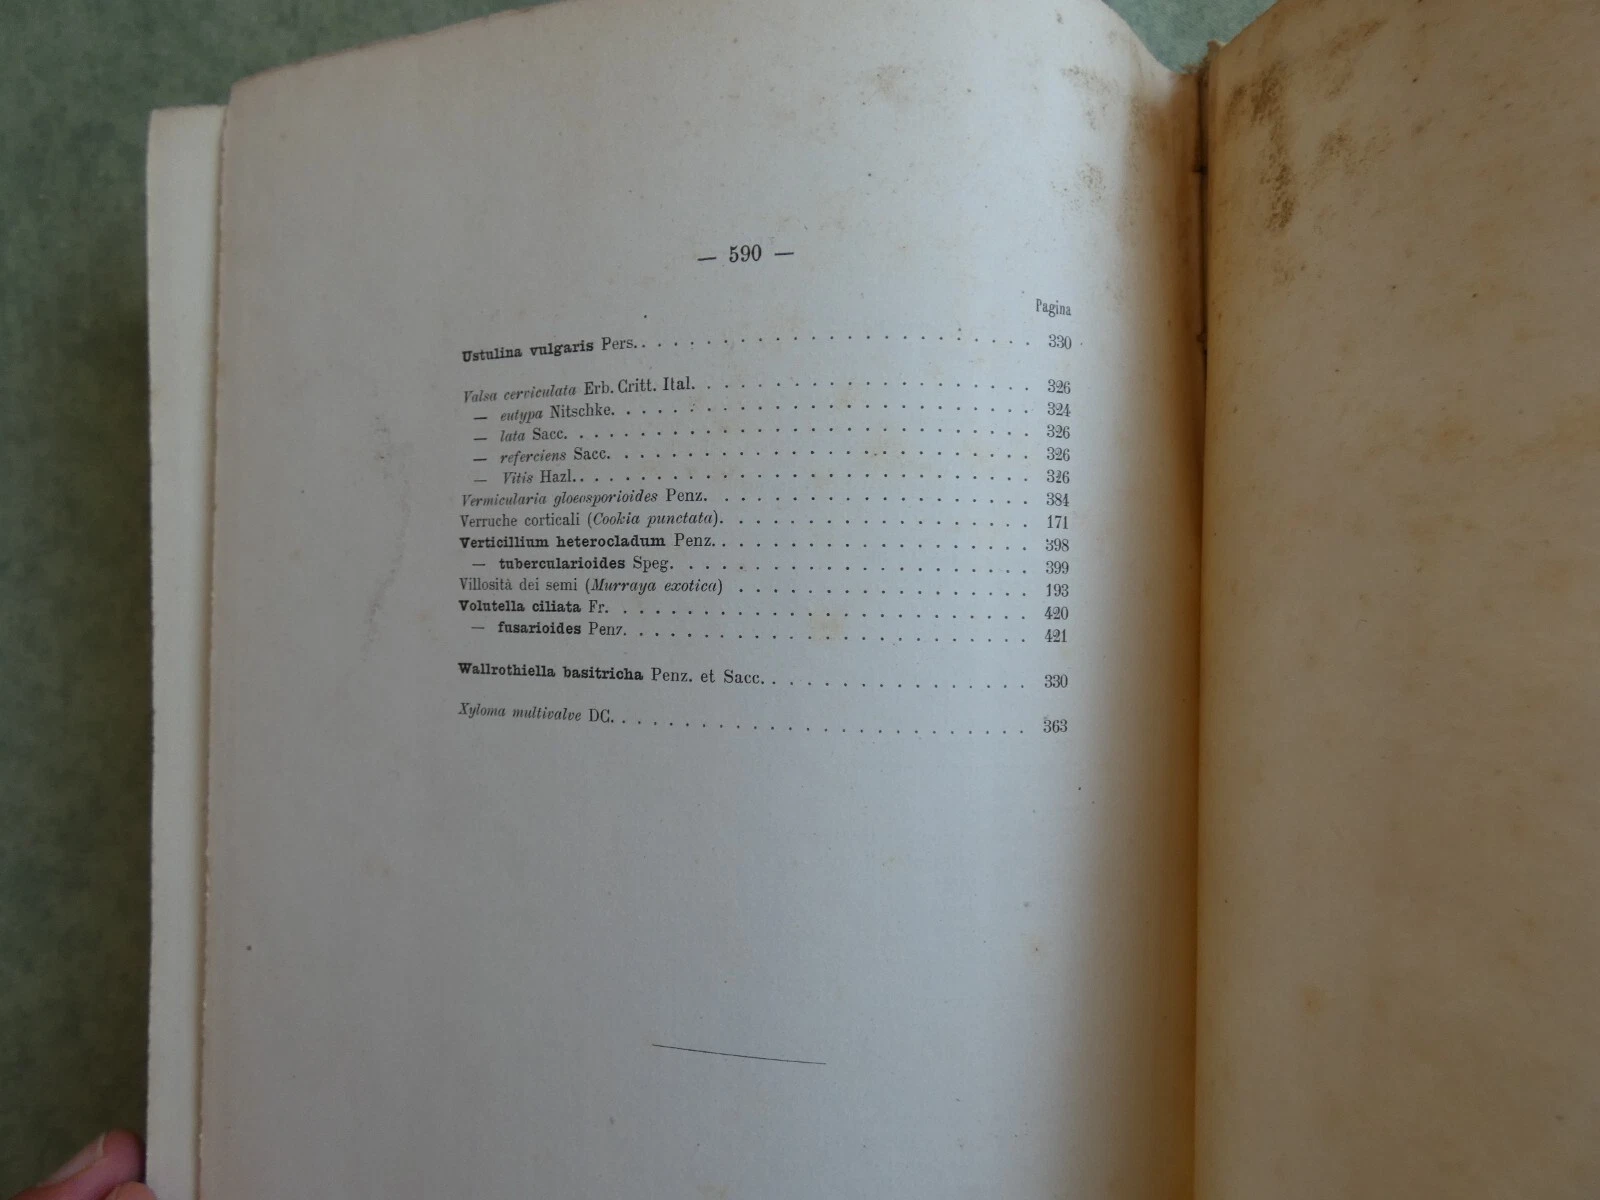 — 590 —
Pagina
Ustulina vulgaris Pers. . . . . . . . . . . . . . . . . . 330
Valsa cerviculata Erb. Critt. Ital. . . . . . . . . . . . . . . . 326
— eutypa Nitschke. . . . . . . . . . . . . . . . . . . 324
— lata Sacc. . . . . . . . . . . . . . . . . . . . . 326
— referciens Sacc. . . . . . . . . . . . . . . . . . . 326
— Vitis Hazl. . . . . . . . . . . . . . . . . . . . . 326
Vermicularia gloeosporioides Penz. . . . . . . . . . . . . . . 384
Verruche corticali (Cookia punctata). . . . . . . . . . . . . . 171
Verticillium heterocladum Penz. . . . . . . . . . . . . . . . 398
— tubercularioides Speg. . . . . . . . . . . . . . . . . 399
Villosità dei semi (Murraya exotica) . . . . . . . . . . . . . 193
Volutella ciliata Fr. . . . . . . . . . . . . . . . . . . . 420
— fusarioides Penz. . . . . . . . . . . . . . . . . . . 421
Wallrothiella basitricha Penz. et Sacc. . . . . . . . . . . . . 330
Xyloma multivalve DC. . . . . . . . . . . . . . . . . . . 363